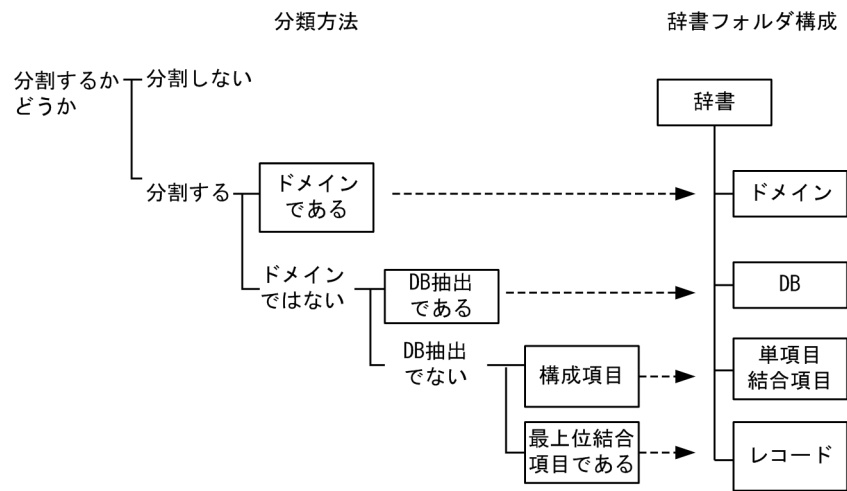 分類方法
辞書フォルダ構成
分割するか
どうか
分割しない
辞書
分割する
ドメイン
である
ドメイン
ドメイン
ではない
DB抽出
である
DB
DB抽出
でない
構成項目
単項目
結合項目
最上位結合
項目である
レコード